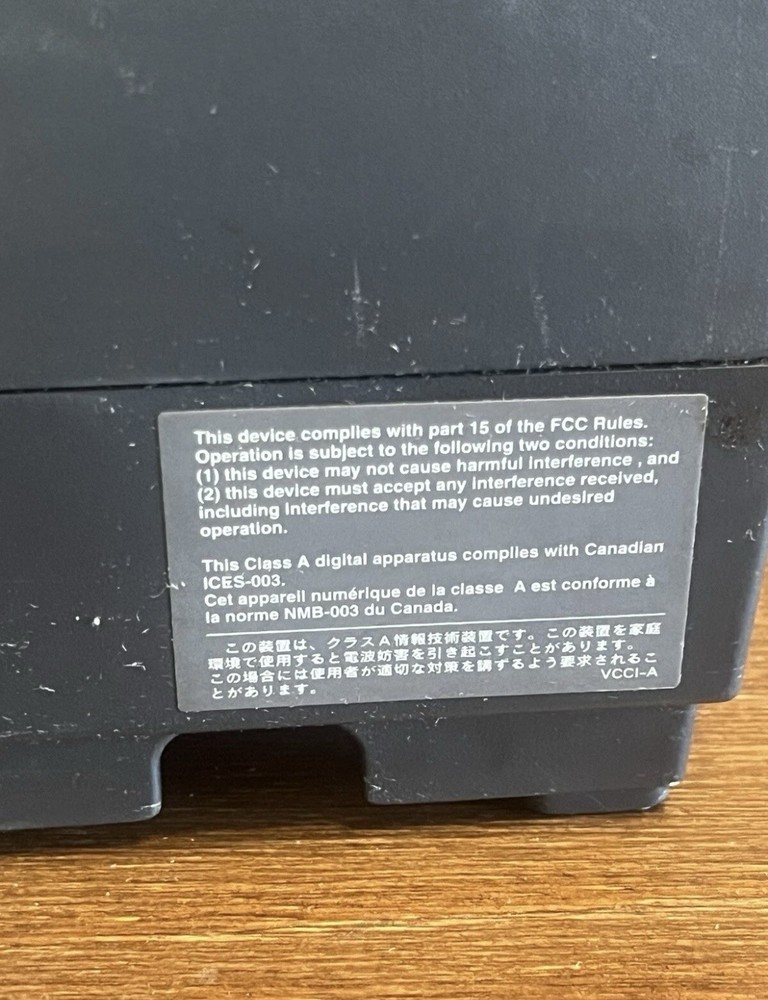 This device complies with part 15 of the FCC Rules.
Operation is subject to the following two conditions:
(1) this device may not cause harmful interference , and
(2) this device must accept any interference received,
including interference that may cause undesired
operation.
This Class A digital apparatus complies with Canadian
ICES-003.
Cet appareil numérique de la classe A est conforme à
la norme NMB-003 du Canada.
この装置は、クラスA情報技術装置です。この装置を家庭
環境で使用すると電波妨害を引き起こすことがあります。
この場合には使用者が適切な対策を講ずるよう要求されるこ
とがあります。 VCCI-A